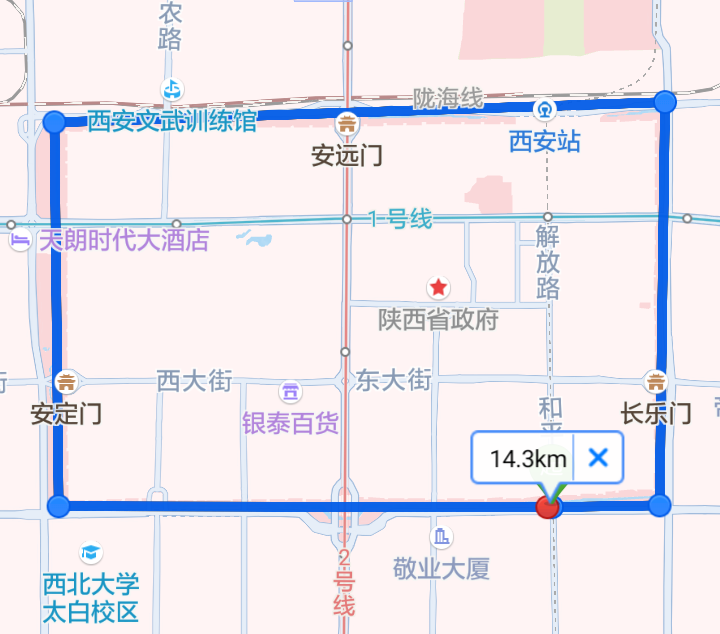 农
路
陇海线
西安文武训练馆
西安站
安远门
1号线
天朗时代大酒店
解
放
路
陕西省政府
西大街
东大街
安定门
银泰百货
和
长乐门
14.3km
2
号
线
敬业大厦
西北大学
太白校区